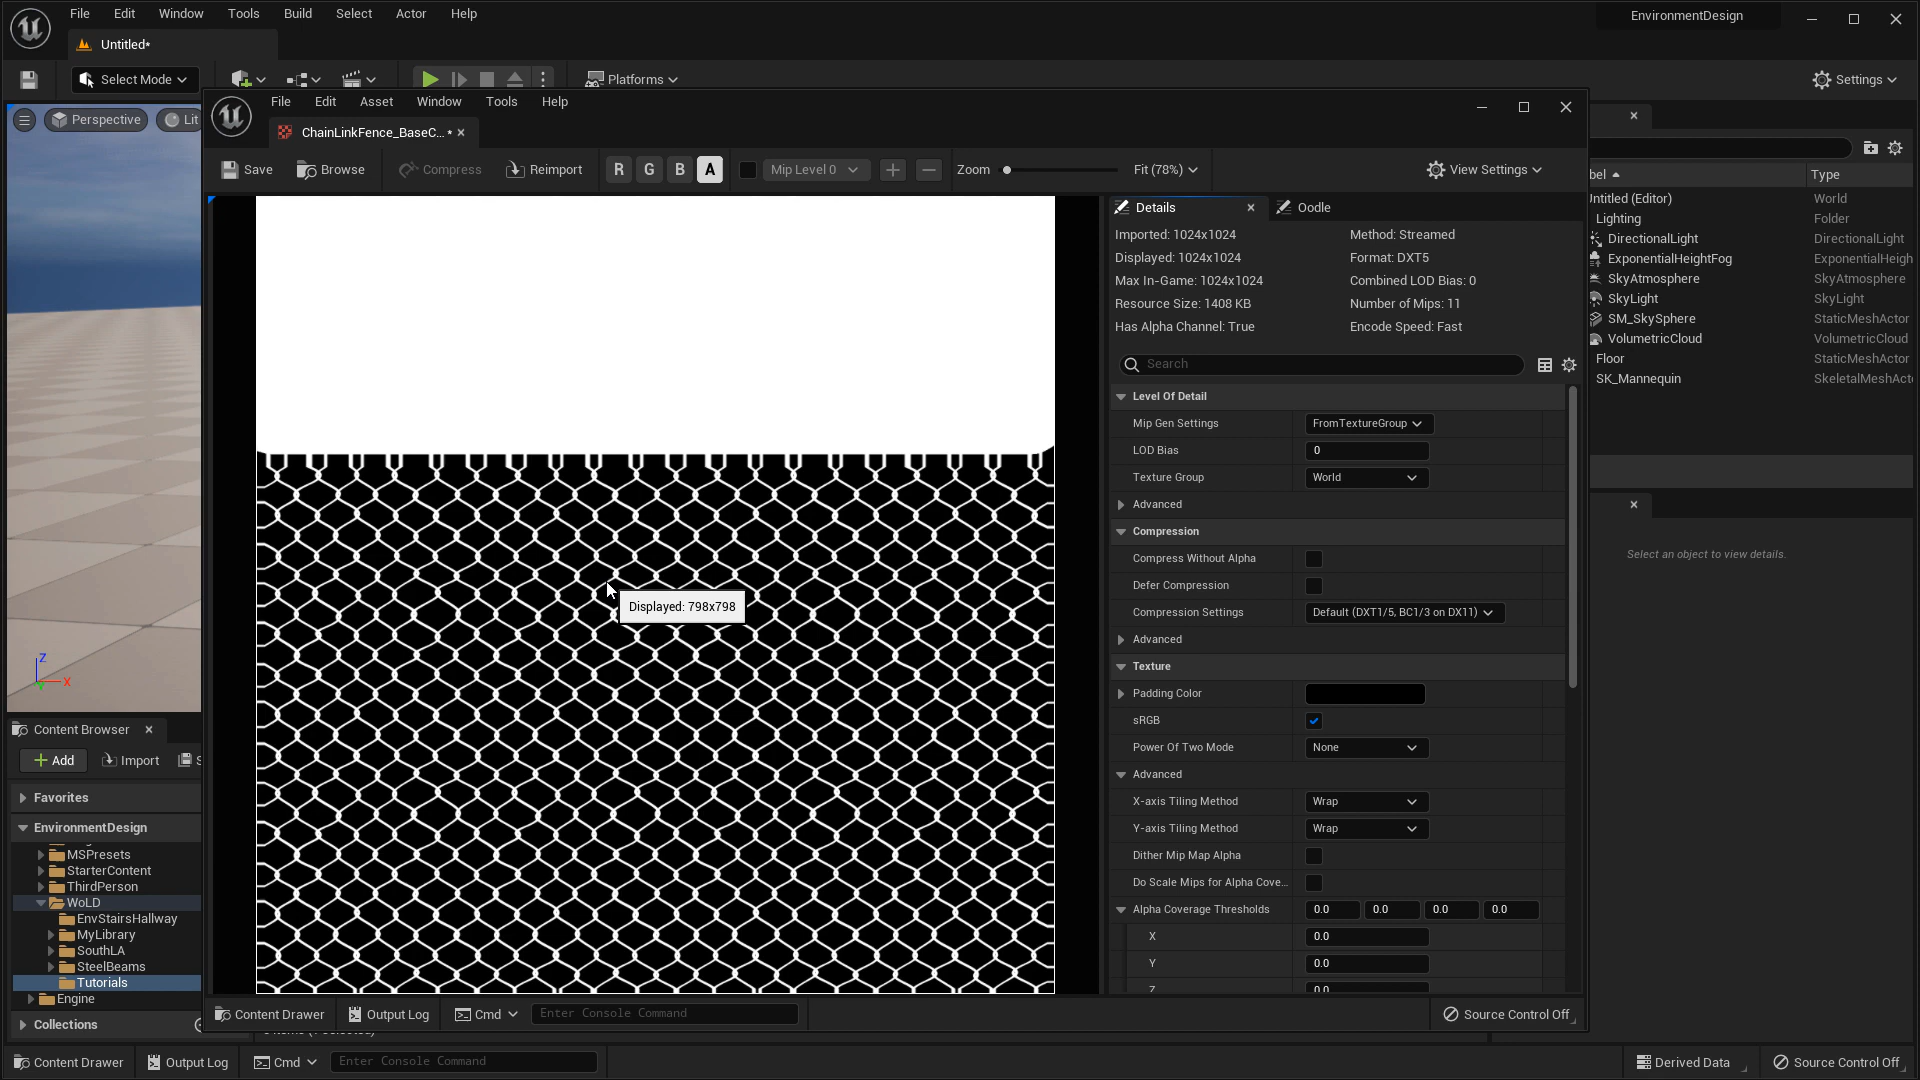 File Edit Window Tools Build Select Actor Help
EnvironmentDesign
Untitled*
Select Mode
Platforms
Settings
Perspective
Lit
File Edit Asset Window Tools Help
ChainLinkFence_BaseC... *
Save Browse Compress Reimport R G B A Mip Level 0 Zoom Fit (78%) View Settings
Details
Oodle
Imported: 1024x1024
Method: Streamed
Displayed: 1024x1024
Format: DXT5
Max In-Game: 1024x1024
Combined LOD Bias: 0
Resource Size: 1408 KB
Number of Mips: 11
Has Alpha Channel: True
Encode Speed: Fast
Search
Level Of Detail
Mip Gen Settings FromTextureGroup
LOD Bias 0
Texture Group World
Advanced
Compression
Compress Without Alpha
Defer Compression
Compression Settings Default (DXT1/5, BC1/3 on DX11)
Advanced
Texture
Padding Color
sRGB
Power Of Two Mode None
Advanced
X-axis Tiling Method Wrap
Y-axis Tiling Method Wrap
Dither Mip Map Alpha
Do Scale Mips for Alpha Cove...
Alpha Coverage Thresholds 0.0 0.0 0.0 0.0
X 0.0
Y 0.0
Z 0.0
Displayed: 798x798
Content Drawer Output Log Cmd Enter Console Command
Source Control Off
bel Type
ntitled (Editor) World
Lighting Folder
DirectionalLight DirectionalLight
ExponentialHeightFog ExponentialHeigh
SkyAtmosphere SkyAtmosphere
SkyLight SkyLight
SM_SkySphere StaticMeshActor
VolumetricCloud VolumetricCloud
Floor StaticMeshActor
SK_Mannequin SkeletalMeshAct
Select an object to view details.
Z
X
Y
Content Browser
Add Import S
Favorites
EnvironmentDesign
MSPresets
StarterContent
ThirdPerson
WoLD
EnvStairsHallway
MyLibrary
SouthLA
SteelBeams
Tutorials
Engine
Collections
Content Drawer Output Log Cmd Enter Console Command
Derived Data Source Control Off